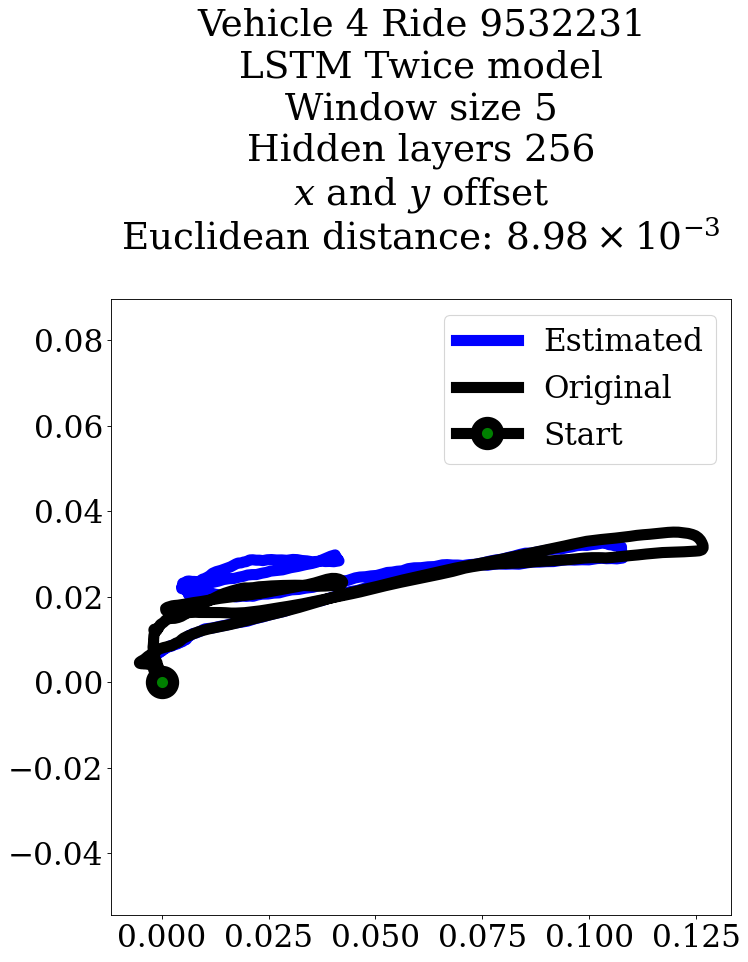 Vehicle 4 Ride 9532231
LSTM Twice model
Window size 5
Hidden layers 256
x and y offset
Euclidean distance: 8.98 × 10⁻³
Estimated
Original
Start
0.08
0.06
0.04
0.02
0.00
−0.02
−0.04
0.000 0.025 0.050 0.075 0.100 0.125